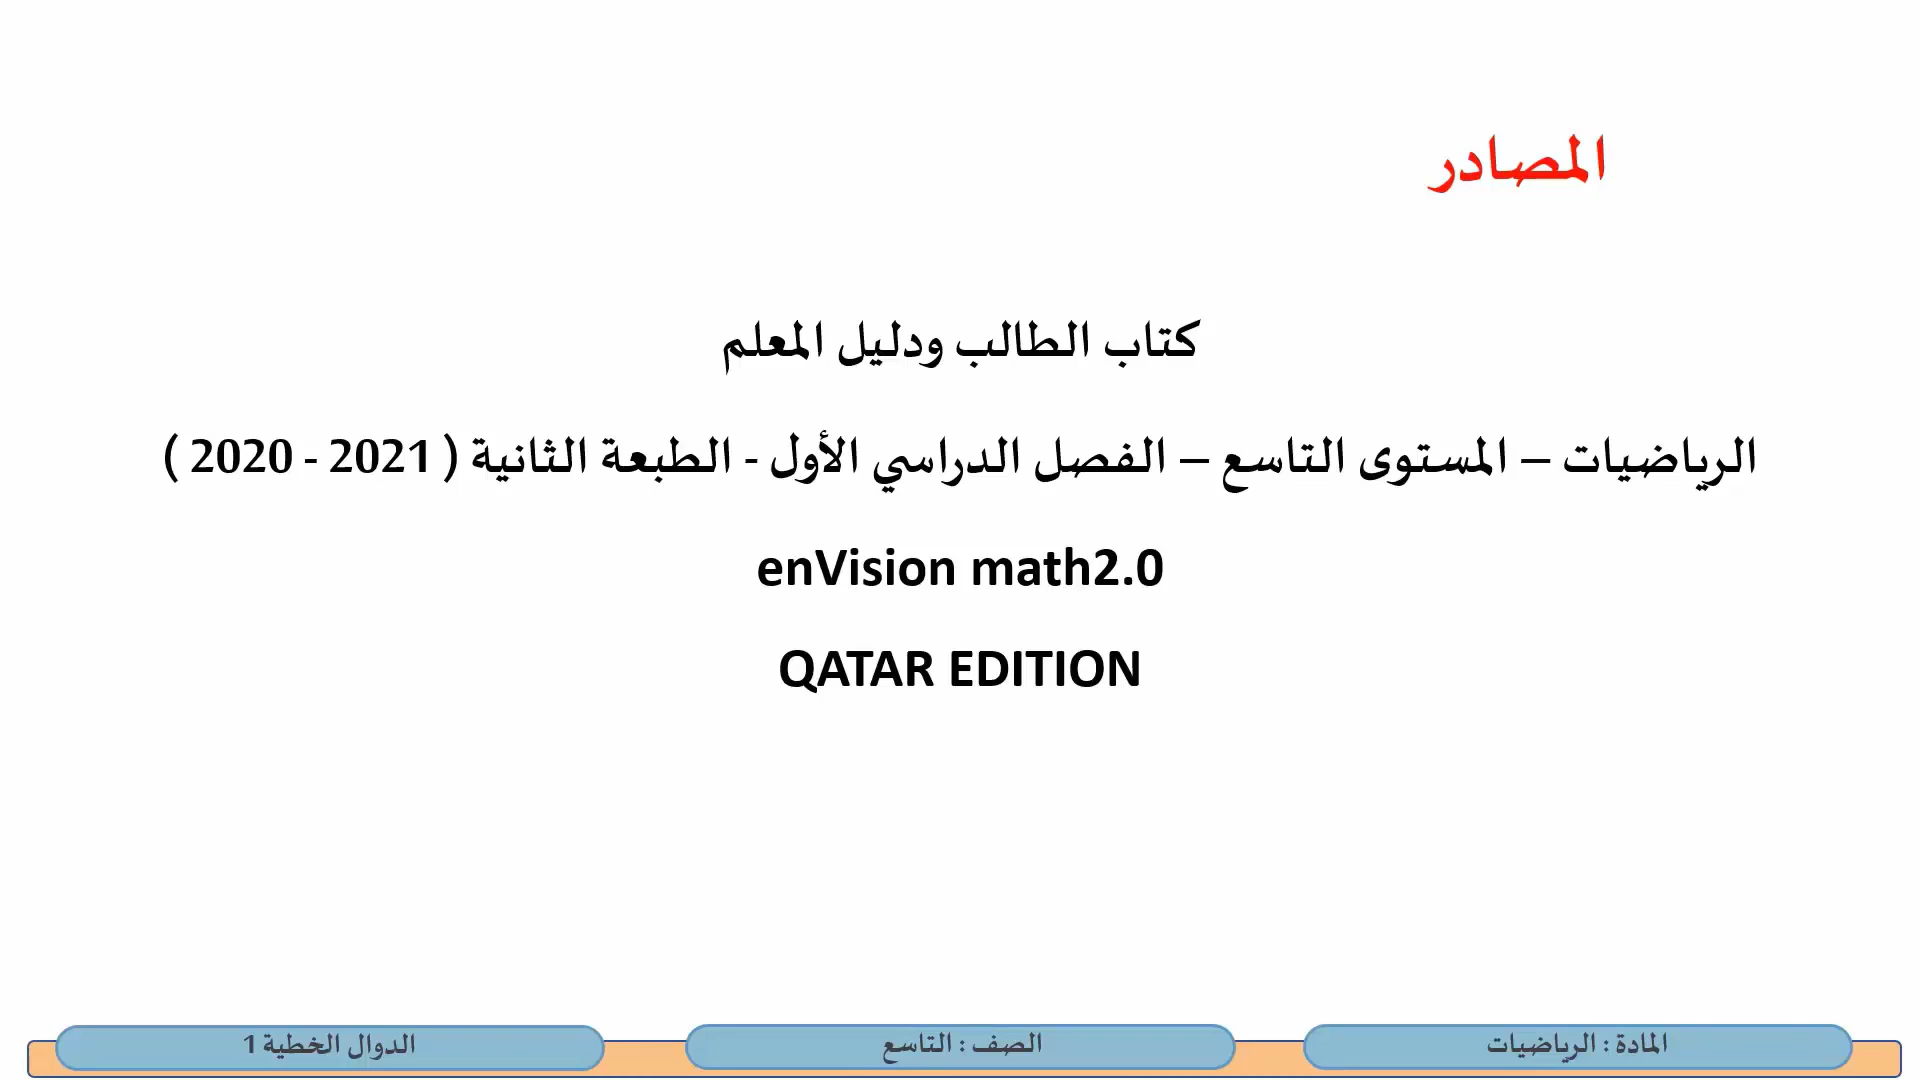 المصادر
كتاب الطالب ودليل المعلم
الرياضيات – المستوى التاسع – الفصل الدراسي الأول - الطبعة الثانية ( 2021 - 2020 )
enVision math2.0
QATAR EDITION
المادة : الرياضيات
الصف : التاسع
الدوال الخطية 1